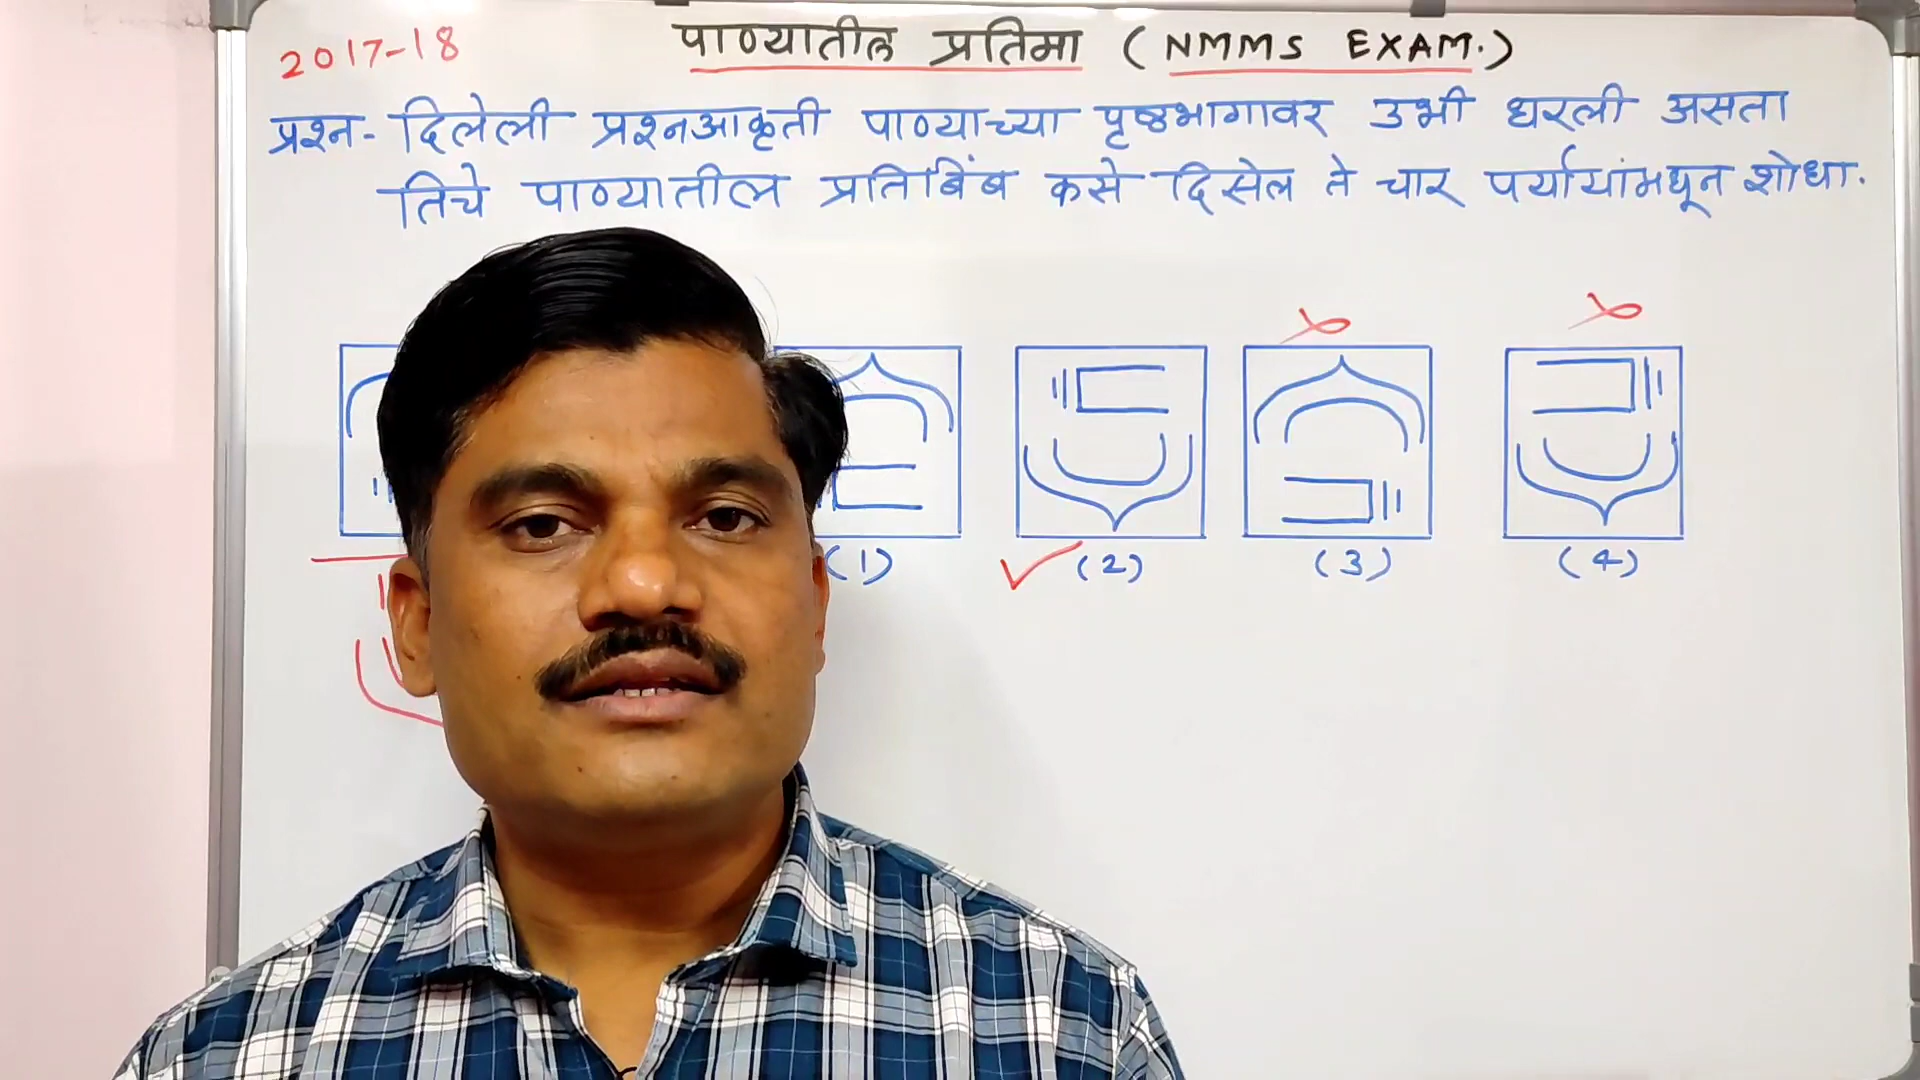 2017-18
पाण्यातील प्रतिमा (NMMS EXAM.)
प्रश्न- दिलेली प्रश्नआकृती पाण्याच्या पृष्ठभागावर उभी धरली असता
तिचे पाण्यातील प्रतिबिंब कसे दिसेल ते चार पर्यायांमधून शोधा.
(1) (2) (3) (4)